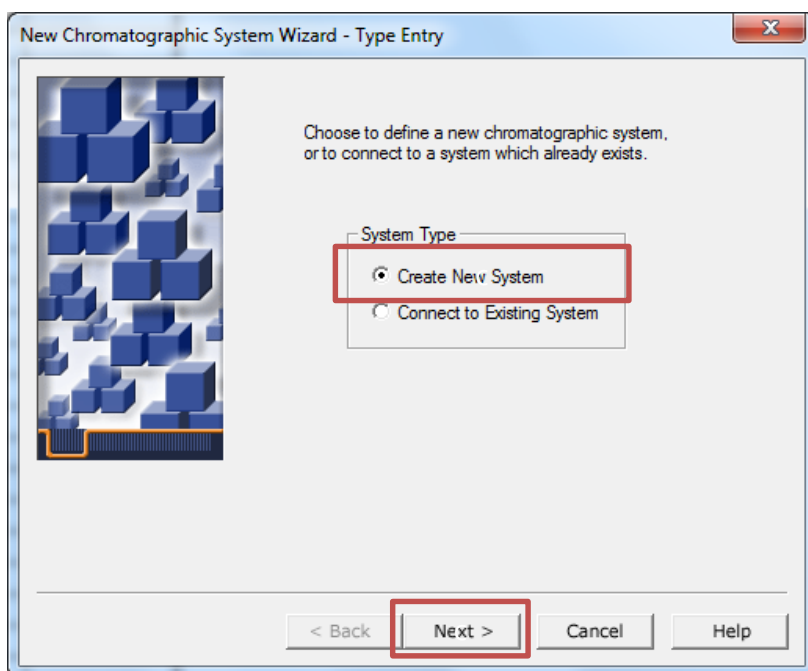 New Chromatographic System Wizard - Type Entry
Choose to define a new chromatographic system,
or to connect to a system which already exists.
System Type
Create New System
Connect to Existing System
< Back
Next >
Cancel
Help